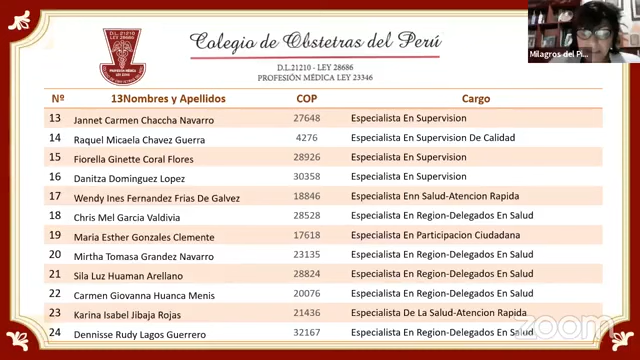 D.L. 21210
LEY 28686
PROFESIÓN MÉDICA
Colegio de Obstetras del Perú
D.L.21210 - LEY 28686
PROFESIÓN MÉDICA LEY 23346
Milagros del Pi...
Nº 13Nombres y Apellidos COP Cargo
13 Jannet Carmen Chaccha Navarro 27648 Especialista En Supervision
14 Raquel Micaela Chavez Guerra 4276 Especialista En Supervision De Calidad
15 Fiorella Ginette Coral Flores 28926 Especialista En Supervision
16 Danitza Dominguez Lopez 30358 Especialista En Supervision
17 Wendy Ines Fernandez Frias De Galvez 18846 Especialista Enn Salud-Atencion Rapida
18 Chris Mel Garcia Valdivia 28528 Especialista En Region-Delegados En Salud
19 Maria Esther Gonzales Clemente 17618 Especialista En Participacion Ciudadana
20 Mirtha Tomasa Grandez Navarro 23135 Especialista En Region-Delegados En Salud
21 Sila Luz Huaman Arellano 28824 Especialista En Region-Delegados En Salud
22 Carmen Giovanna Huanca Menis 20076 Especialista En Region-Delegados En Salud
23 Karina Isabel Jibaja Rojas 21436 Especialista De La Salud-Atencion Rapida
24 Dennisse Rudy Lagos Guerrero 32167 Especialista En Region-Delegados En Salud
zoom